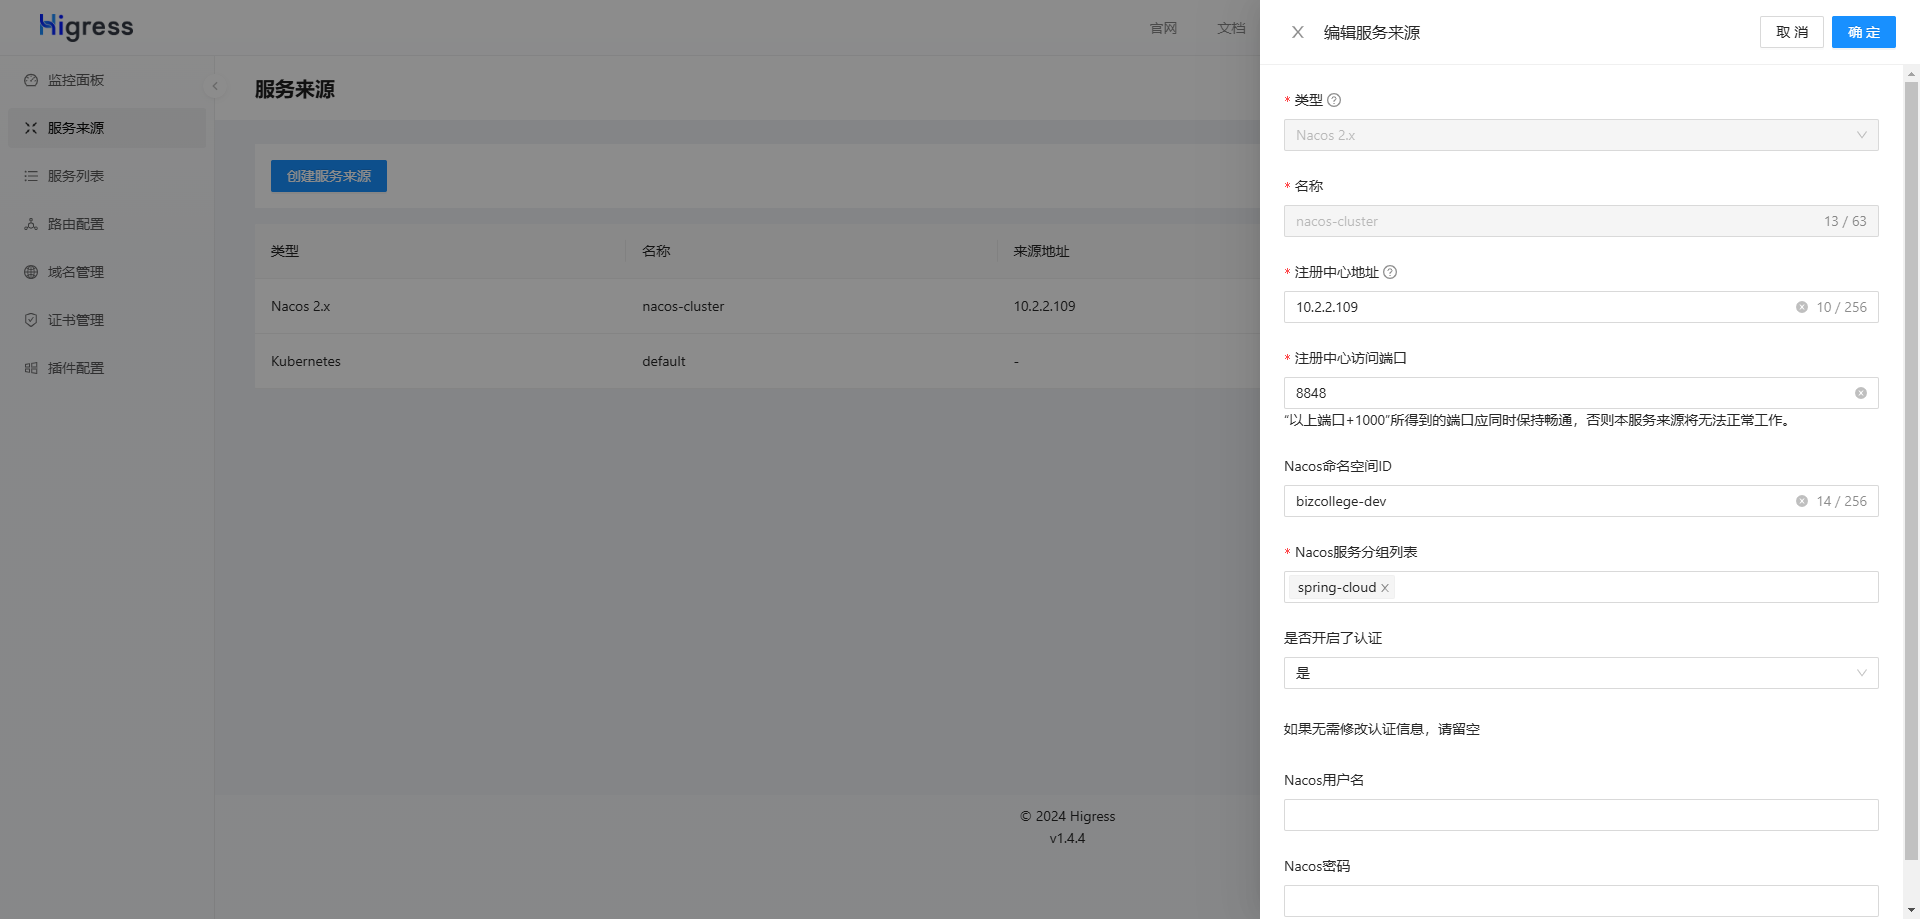 Higress
官网
文档
监控面板
服务来源
服务列表
路由配置
域名管理
证书管理
插件配置
服务来源
创建服务来源
类型 名称 来源地址
Nacos 2.x nacos-cluster 10.2.2.109
Kubernetes default -
© 2024 Higress
v1.4.4
编辑服务来源
取 消
确 定
* 类型
Nacos 2.x
* 名称
nacos-cluster 13 / 63
* 注册中心地址
10.2.2.109 10 / 256
* 注册中心访问端口
8848
“以上端口+1000”所得到的端口应同时保持畅通，否则本服务来源将无法正常工作。
Nacos命名空间ID
bizcollege-dev 14 / 256
* Nacos服务分组列表
spring-cloud
是否开启了认证
是
如果无需修改认证信息，请留空
Nacos用户名
Nacos密码